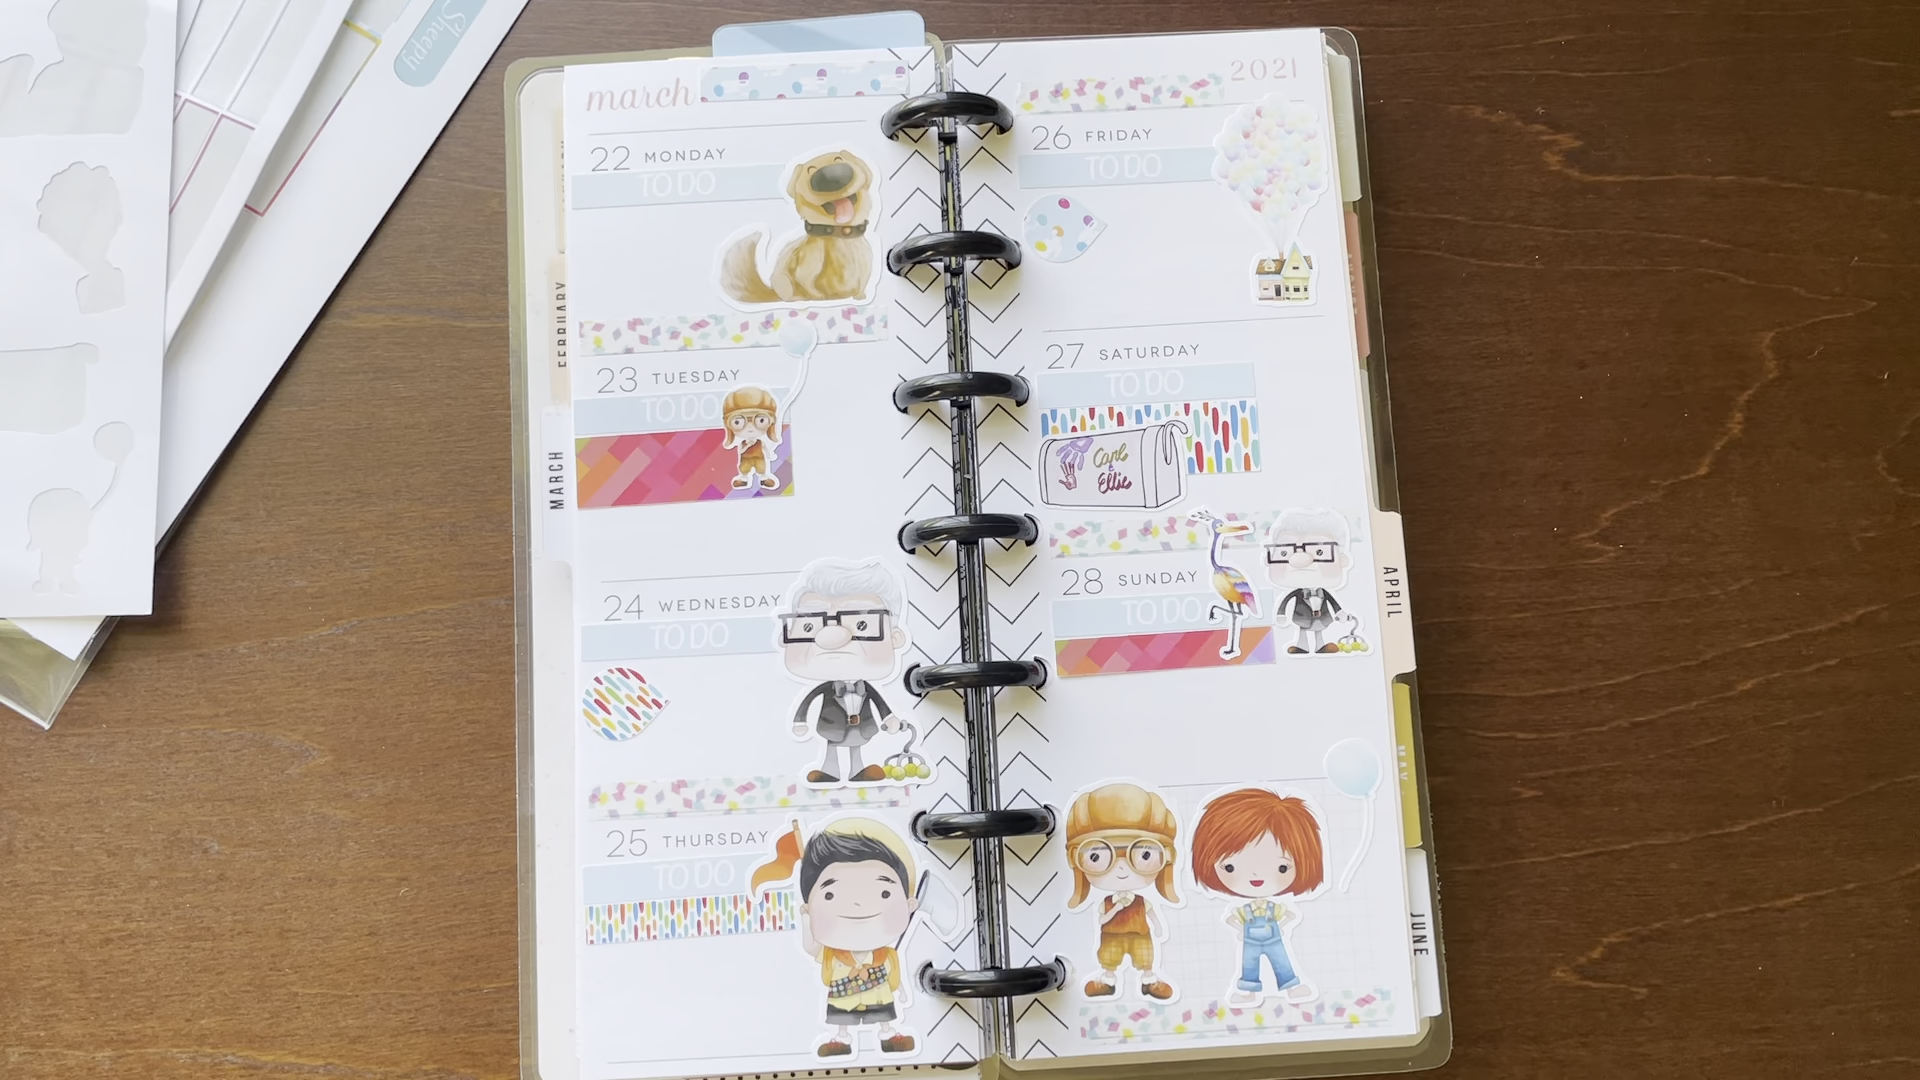 Sheepy
march
22 MONDAY
TO DO
23 TUESDAY
TO DO
24 WEDNESDAY
TO DO
25 THURSDAY
TO DO
2021
26 FRIDAY
TO DO
27 SATURDAY
TO DO
Carl
&
Ellie
28 SUNDAY
TO DO
FEBRUARY
MARCH
APRIL
MAY
JUNE